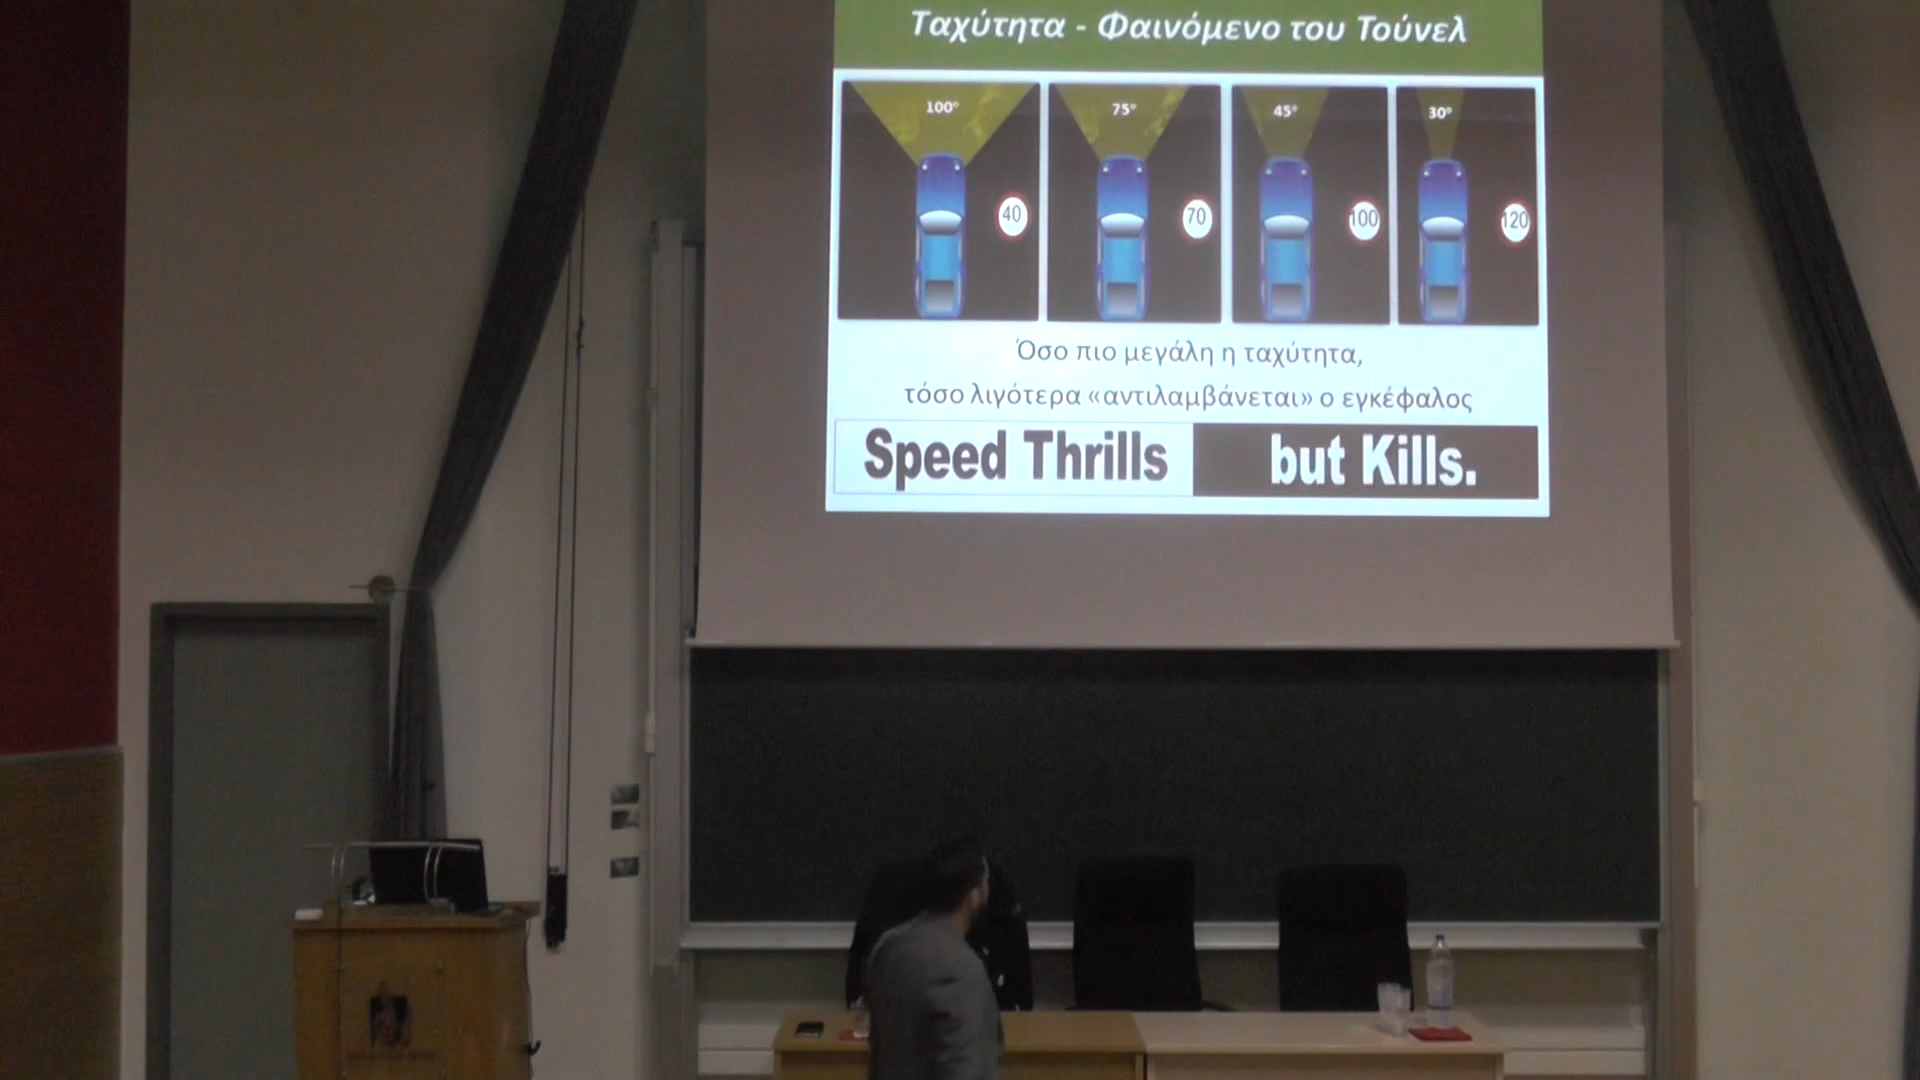 Ταχύτητα - Φαινόμενο του Τούνελ
100° 75° 45° 30°
40 70 100 120
Όσο πιο μεγάλη η ταχύτητα,
τόσο λιγότερα «αντιλαμβάνεται» ο εγκέφαλος
Speed Thrills but Kills.